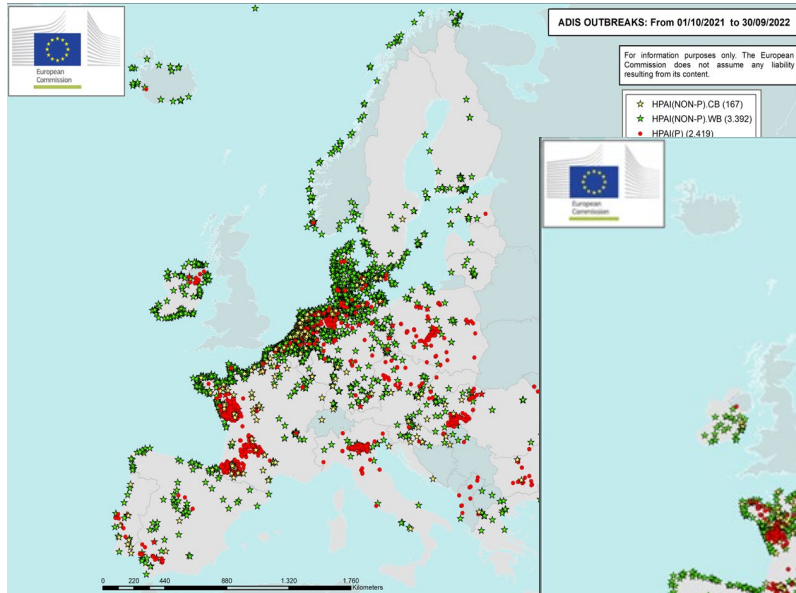 European
Commission
ADIS OUTBREAKS: From 01/10/2021 to 30/09/2022
For information purposes only. The European
Commission does not assume any liability
resulting from its content.
HPAI(NON-P).CB (167)
HPAI(NON-P).WB (3.392)
HPAI(P) (2.419)
European
Commission
0 220 440 880 1.320 1.760
Kilometers